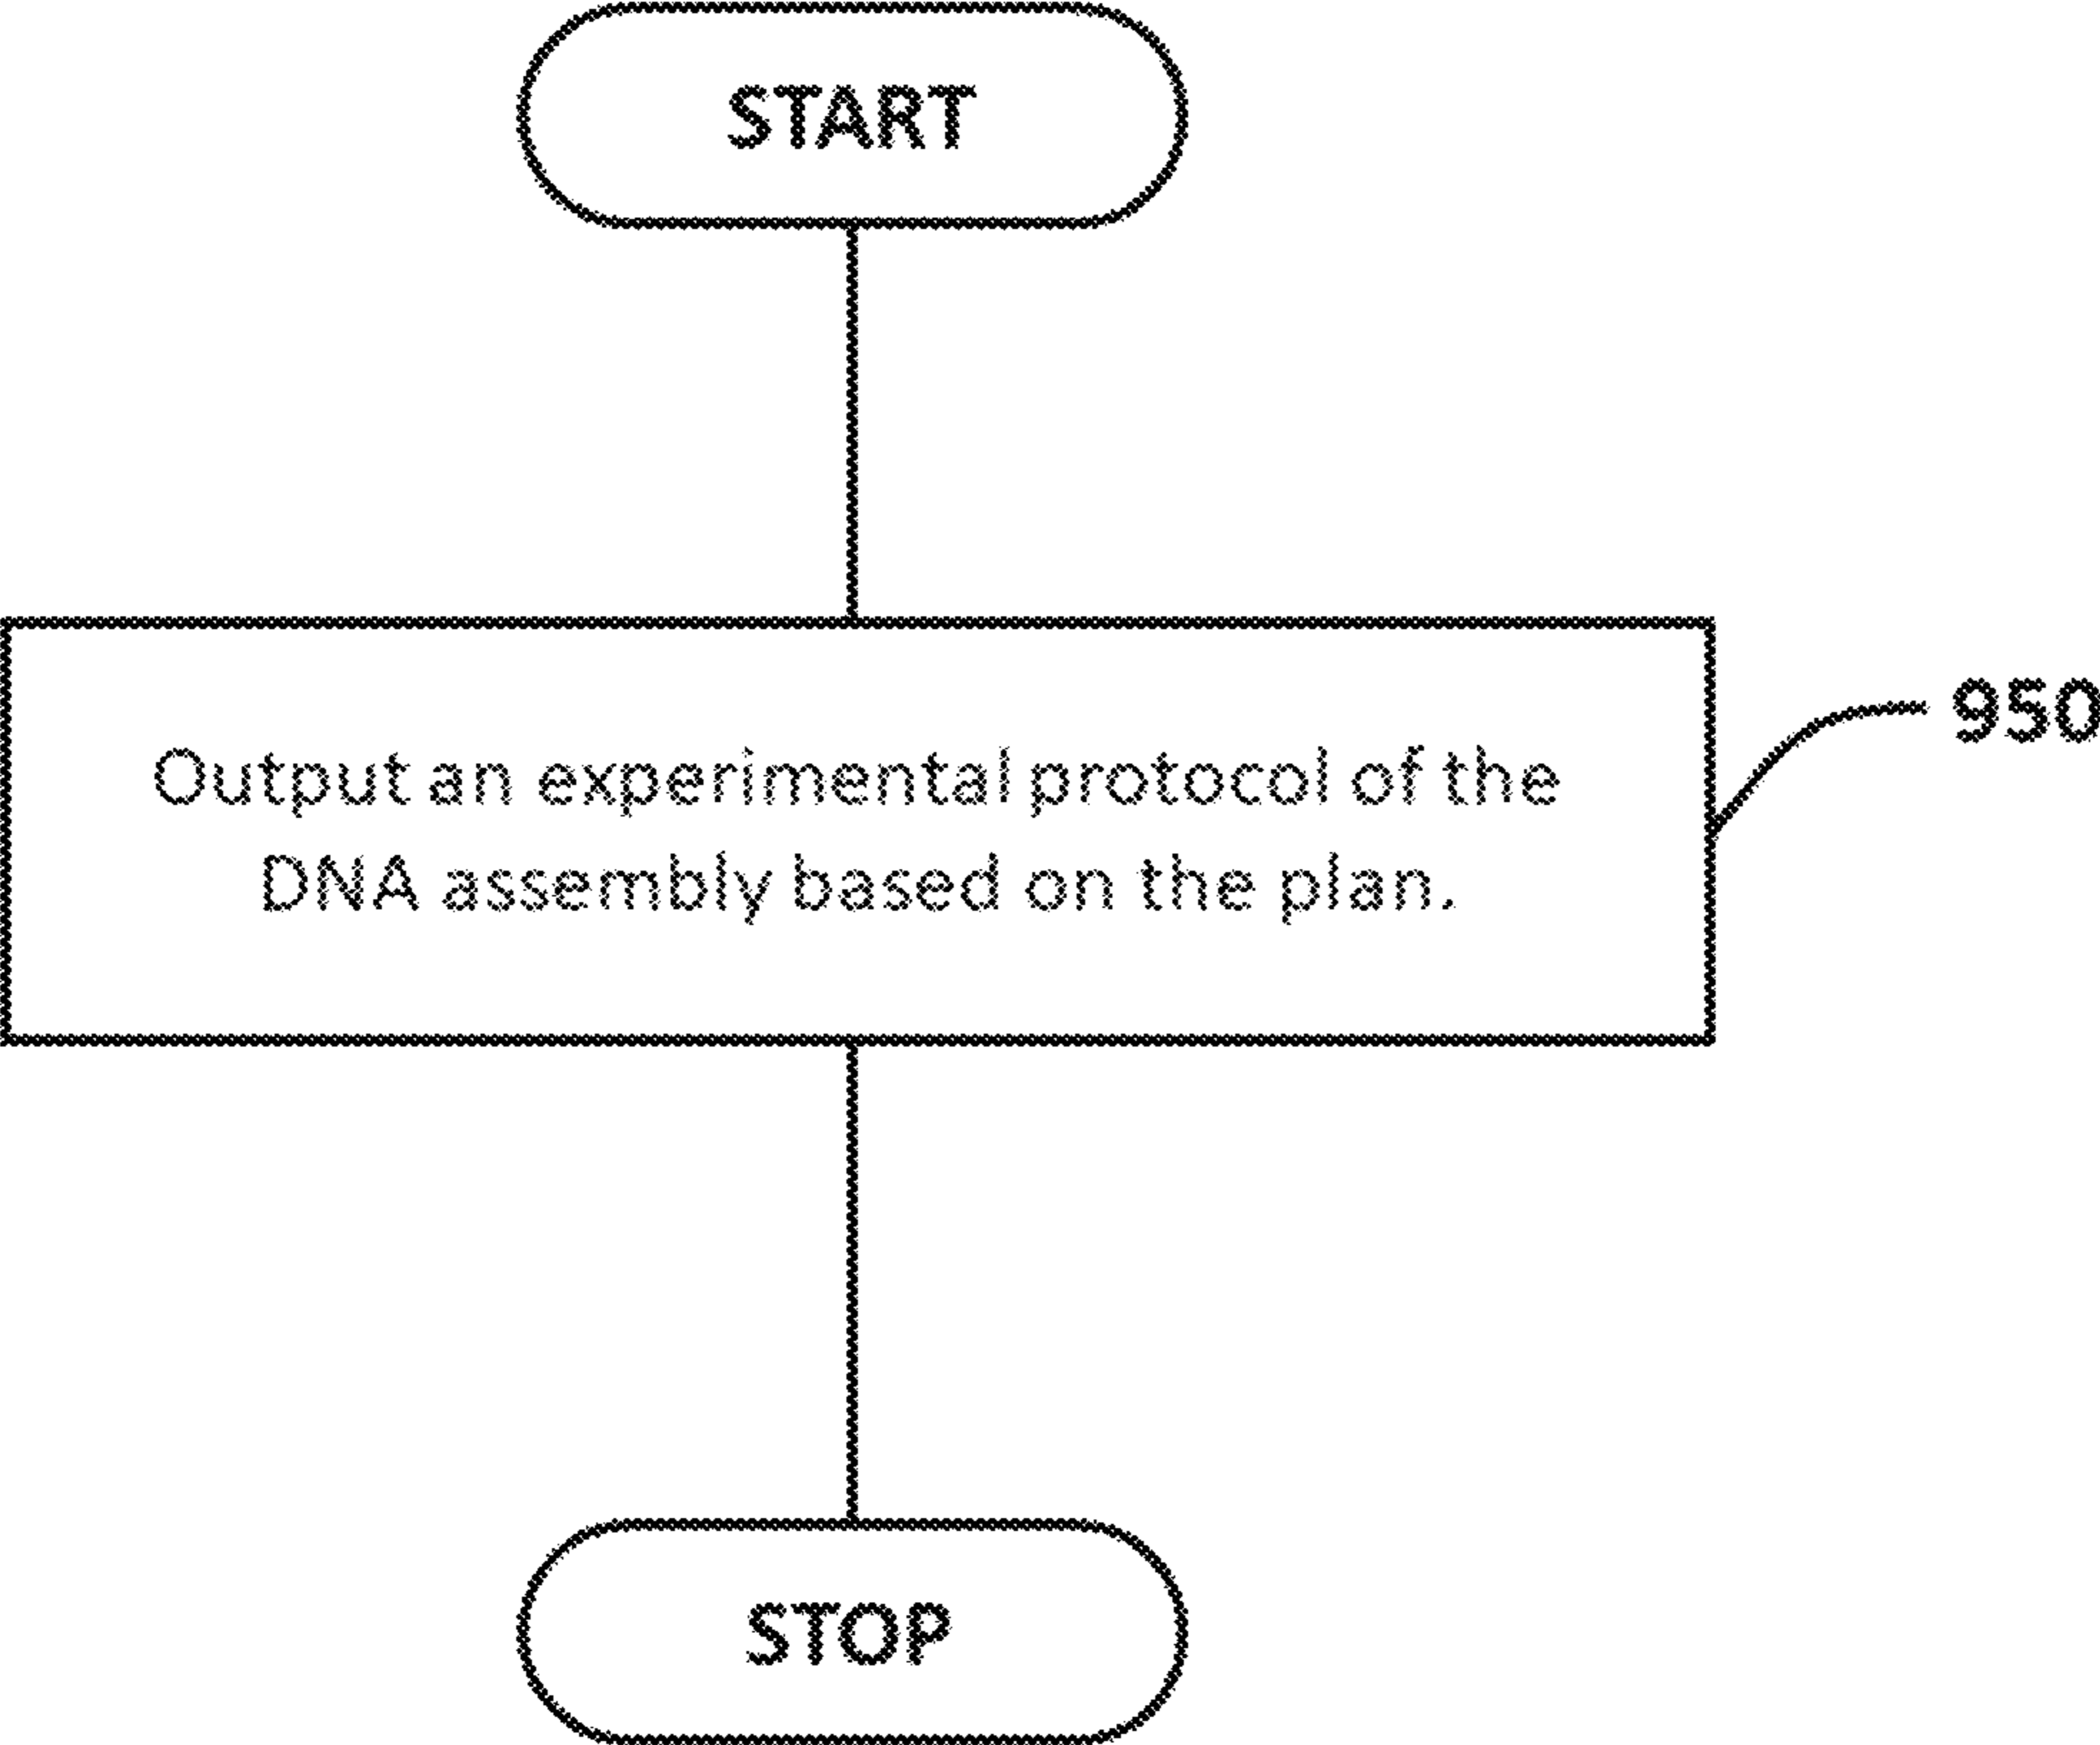 START
950
Output an experimental protocol of the
DNA assembly based on the plan.
STOP